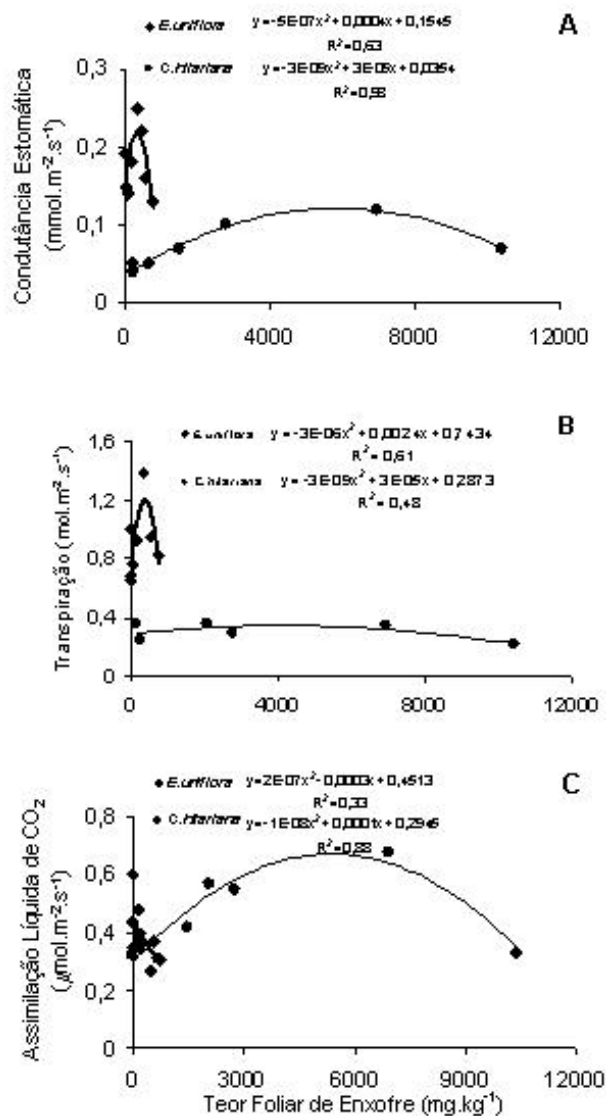 A
E.uniflora y=-5E-07x² + 0,0004x + 0,1545
R²=0,63
C.hilariana y=-3E-09x² + 3E-05x + 0,0354
R²=0,98
Condutância Estomática
(mmol.m⁻².s⁻¹)
0,3
0,2
0,1
0
0 4000 8000 12000
B
E.uniflora y = -3E-06x² + 0,0024x + 0,7434
R²=0,61
C.hilariana y = -3E-09x² + 3E-05x + 0,2873
R²=0,48
Transpiração (mol.m⁻².s⁻¹)
1,6
1,2
0,8
0,4
0
0 4000 8000 12000
C
E.uniflora y=2E-07x² - 0,0003x + 0,4513
R²=0,33
C.hilariana y=-1E-08x² + 0,0001x + 0,2945
R²=0,88
Assimilação Líquida de CO₂
(µmol.m⁻².s⁻¹)
0,8
0,6
0,4
0,2
0
0 3000 6000 9000 12000
Teor Foliar de Enxofre (mg.kg⁻¹)